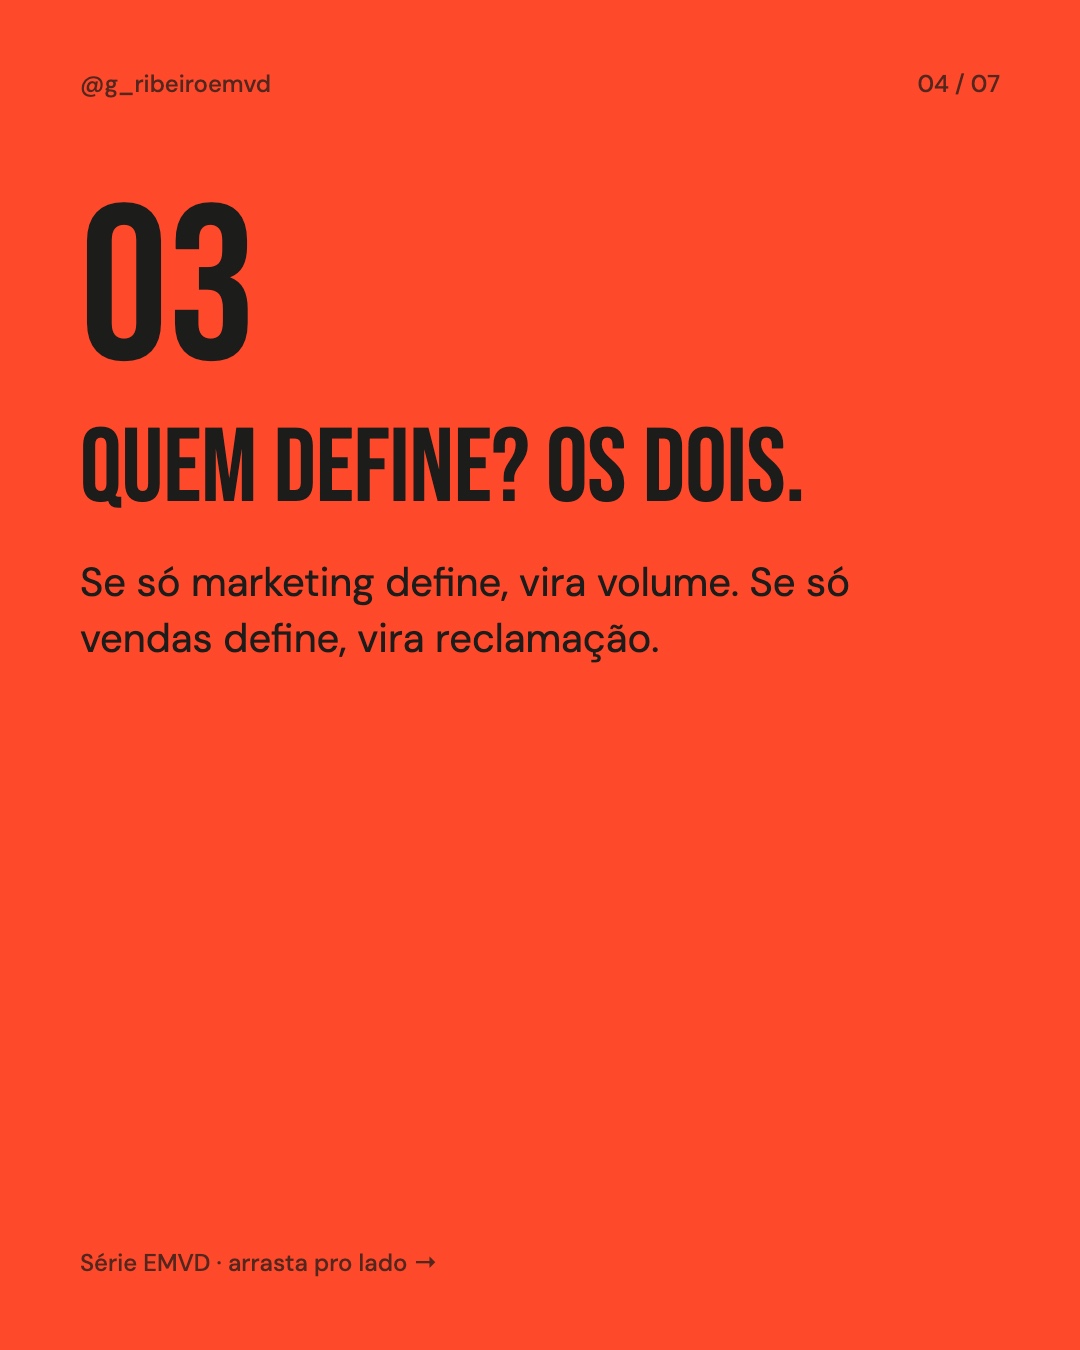 @g_ribeiroemvd
04 / 07
03
QUEM DEFINE? OS DOIS.
Se só marketing define, vira volume. Se só
vendas define, vira reclamação.
Série EMVD · arrasta pro lado →